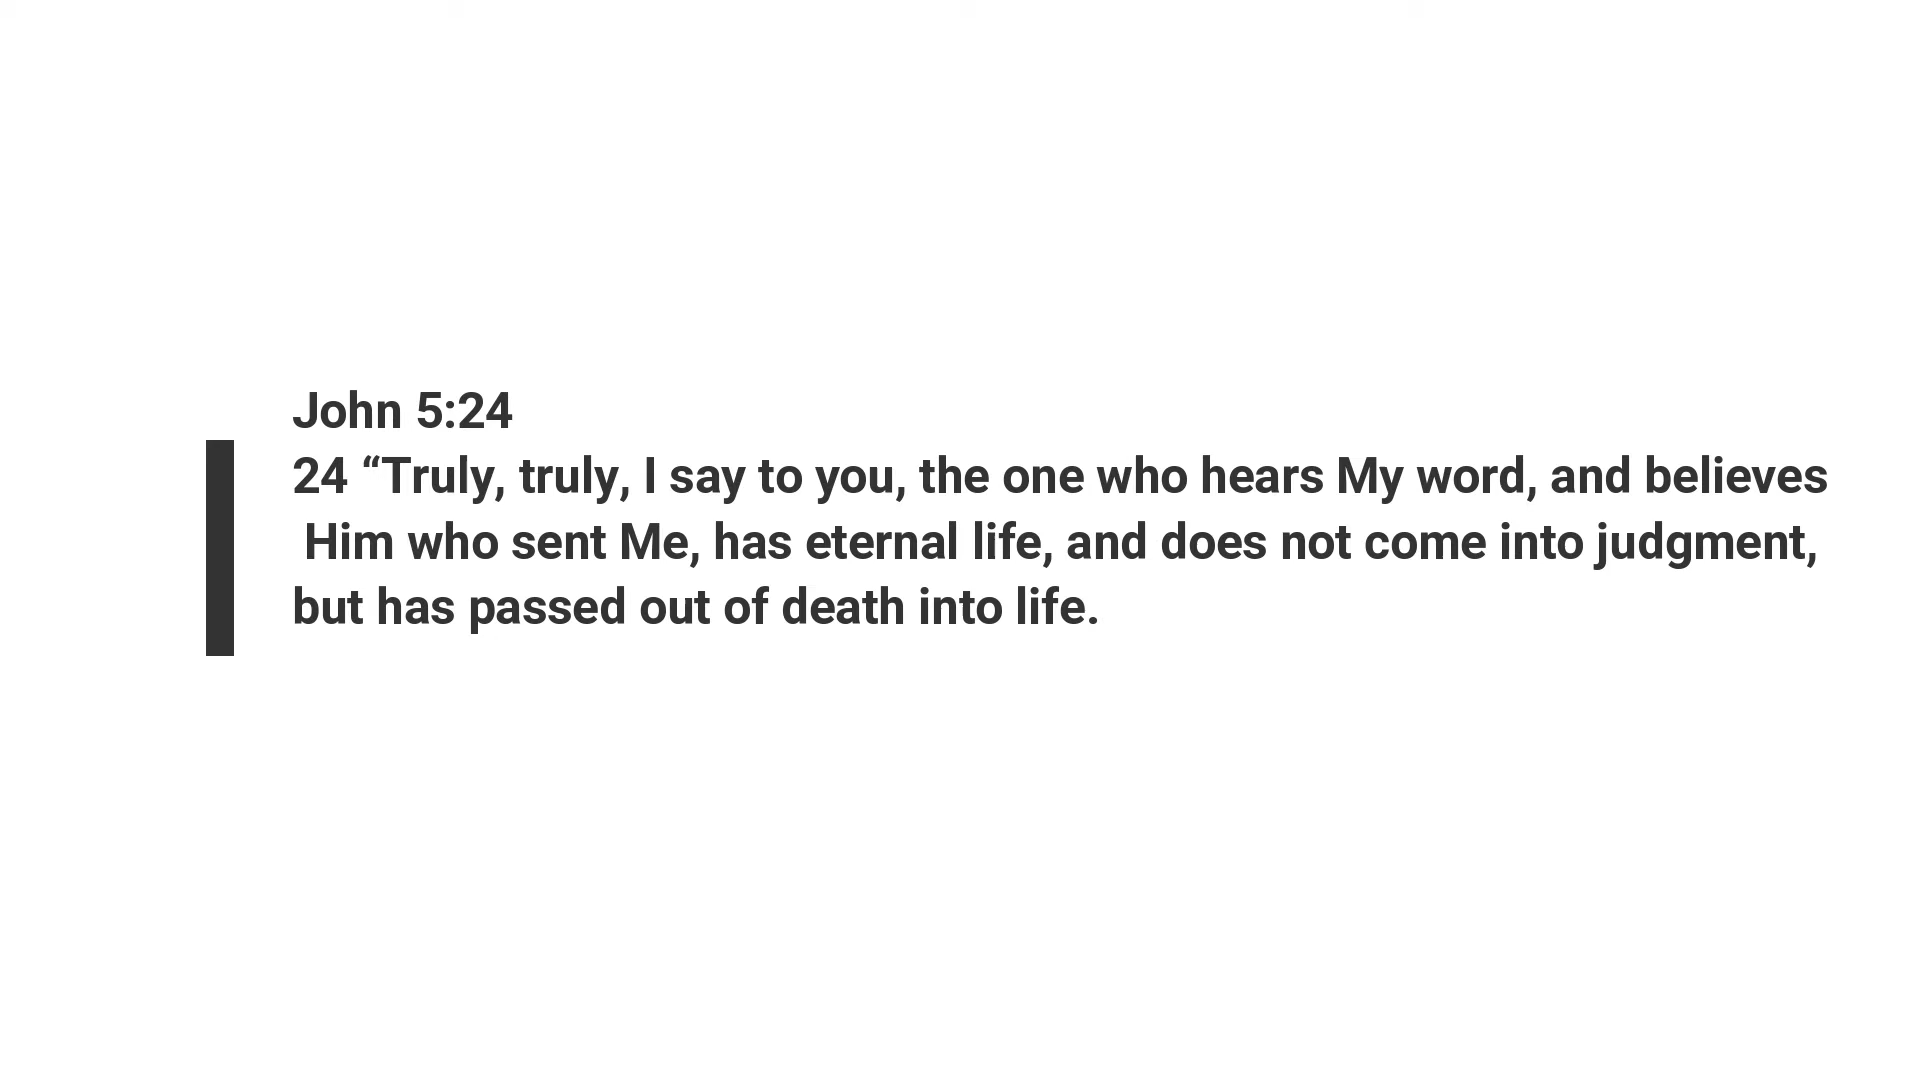 John 5:24
24 “Truly, truly, I say to you, the one who hears My word, and believes
Him who sent Me, has eternal life, and does not come into judgment,
but has passed out of death into life.